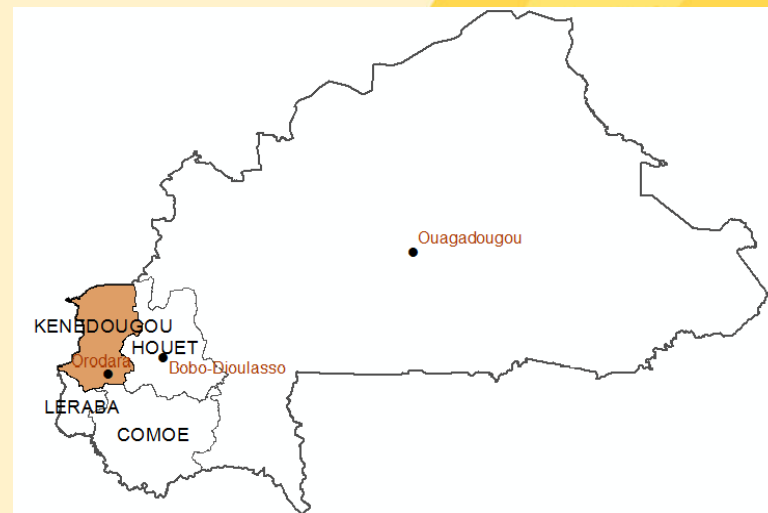 Ouagadougou
KENEDOUGOU
HOUET
Orodara
Bobo-Dioulasso
LERABA
COMOE